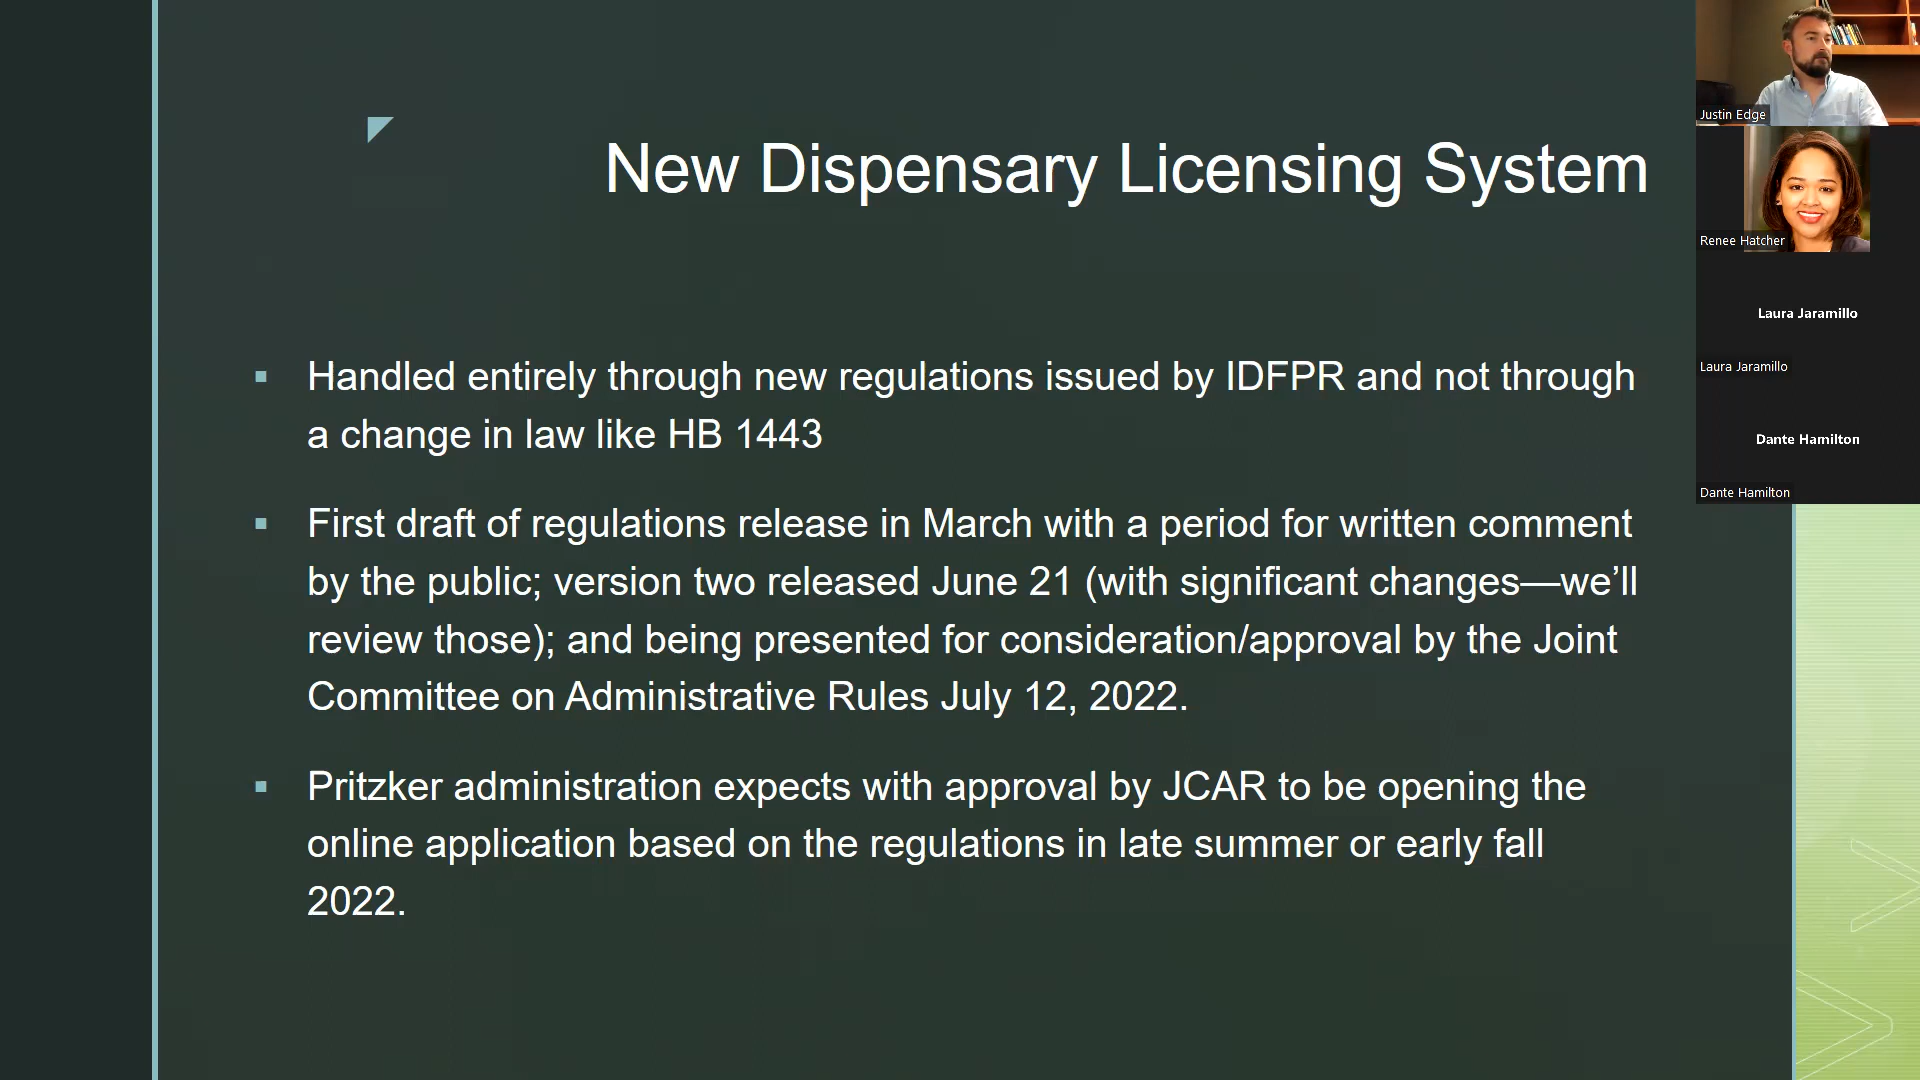 New Dispensary Licensing System
▪ Handled entirely through new regulations issued by IDFPR and not through
a change in law like HB 1443
▪ First draft of regulations release in March with a period for written comment
by the public; version two released June 21 (with significant changes—we’ll
review those); and being presented for consideration/approval by the Joint
Committee on Administrative Rules July 12, 2022.
▪ Pritzker administration expects with approval by JCAR to be opening the
online application based on the regulations in late summer or early fall
2022.
Justin Edge
Renee Hatcher
Laura Jaramillo
Laura Jaramillo
Dante Hamilton
Dante Hamilton